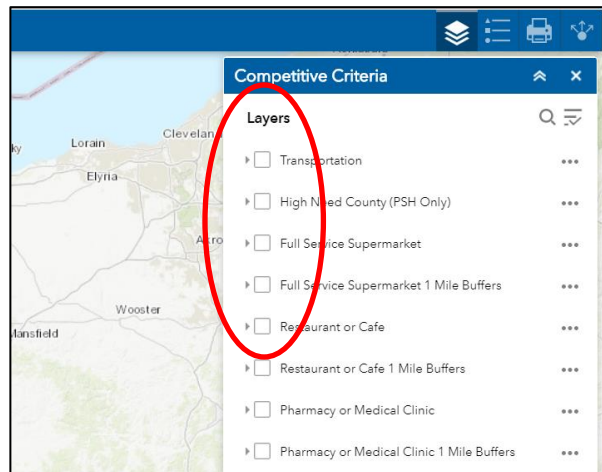 Competitive Criteria
Layers
Cleveland
Lorain
Elyria
Wooster
Mansfield
Transportation
High Need County (PSH Only)
Full Service Supermarket
Full Service Supermarket 1 Mile Buffers
Restaurant or Cafe
Restaurant or Cafe 1 Mile Buffers
Pharmacy or Medical Clinic
Pharmacy or Medical Clinic 1 Mile Buffers